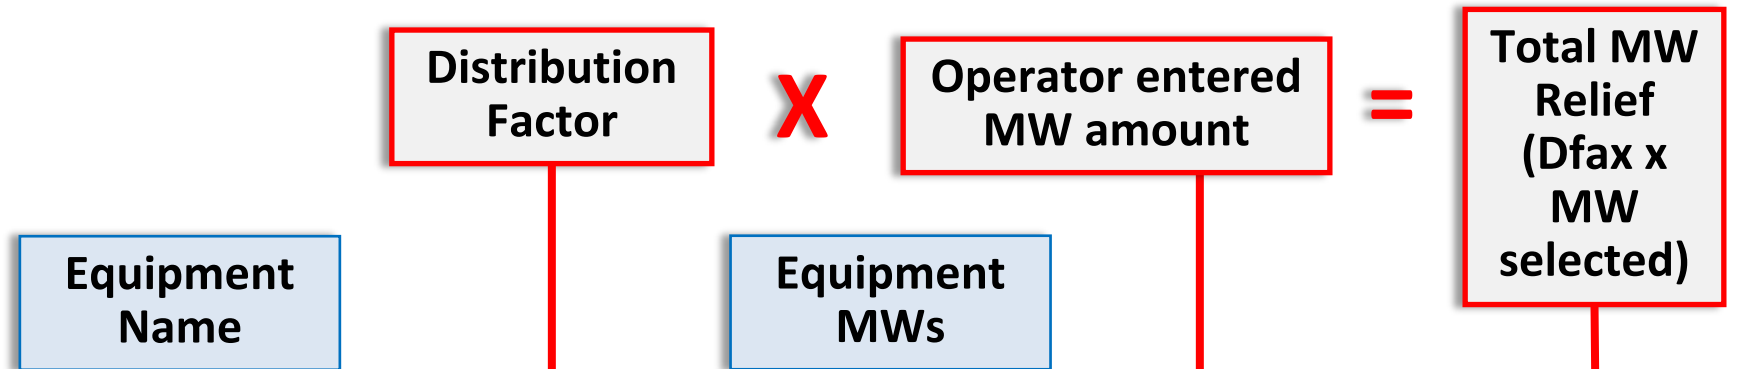 Distribution
Factor
X
Operator entered
MW amount
=
Total MW
Relief
(Dfax x
MW
selected)
Equipment
Name
Equipment
MWs